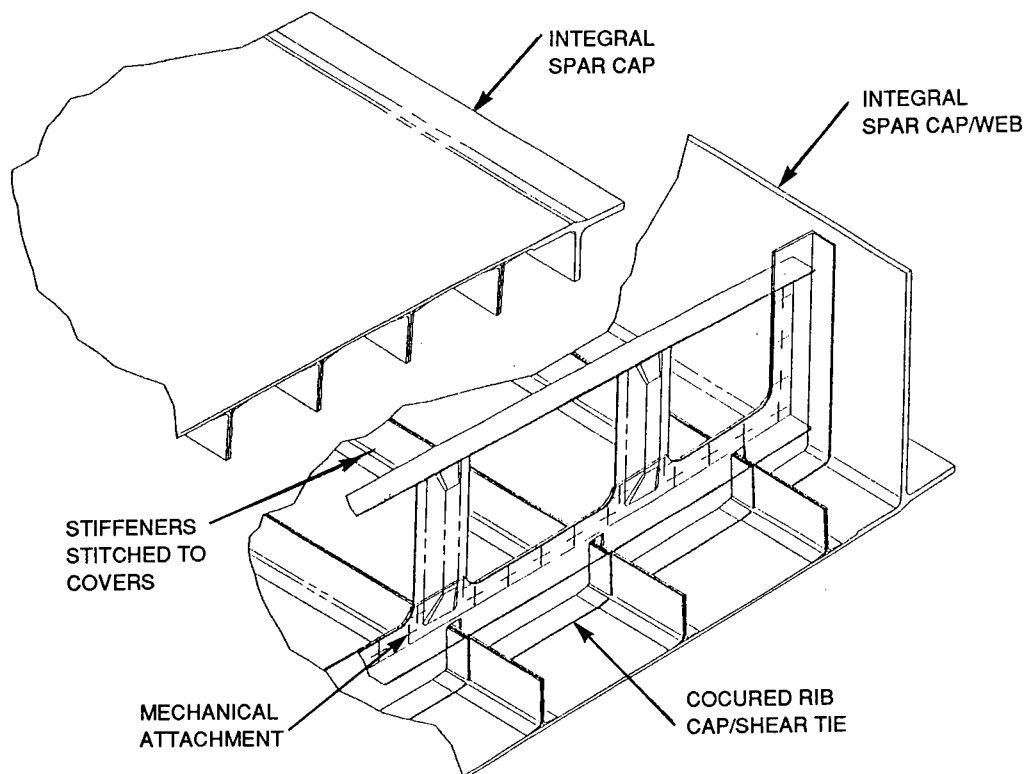 INTEGRAL
SPAR CAP
INTEGRAL
SPAR CAP/WEB
STIFFENERS
STITCHED TO
COVERS
MECHANICAL
ATTACHMENT
COCURED RIB
CAP/SHEAR TIE